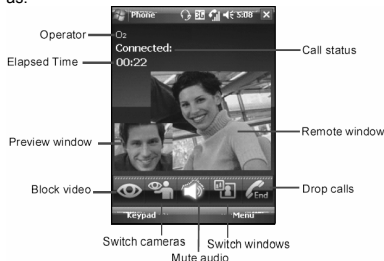 as.
Phone 3G 5:08
Operator O2
Connected: Call status
Elapsed Time 00:22
Remote window
Preview window
Block video End Drop calls
Keypad Menu
Switch cameras Switch windows
Mute audio